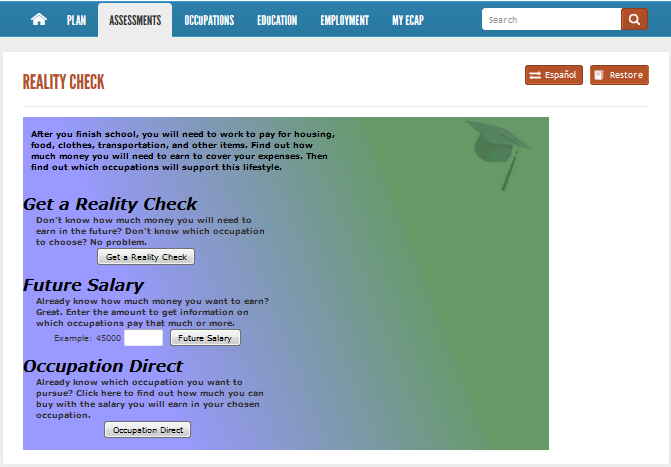 PLAN ASSESSMENTS OCCUPATIONS EDUCATION EMPLOYMENT MY ECAP Search
REALITY CHECK
Español Restore
After you finish school, you will need to work to pay for housing,
food, clothes, transportation, and other items. Find out how
much money you will need to earn to cover your expenses. Then
find out which occupations will support this lifestyle.
Get a Reality Check
Don't know how much money you will need to
earn in the future? Don't know which occupation
to choose? No problem.
Get a Reality Check
Future Salary
Already know how much money you want to earn?
Great. Enter the amount to get information on
which occupations pay that much or more.
Example: 45000 Future Salary
Occupation Direct
Already know which occupation you want to
pursue? Click here to find out how much you can
buy with the salary you will earn in your chosen
occupation.
Occupation Direct